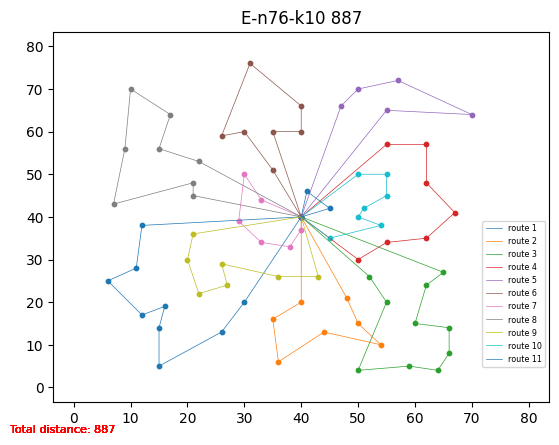 E-n76-k10 887
80
70
60
50
40
30
20
10
0
0 10 20 30 40 50 60 70 80
route 1
route 2
route 3
route 4
route 5
route 6
route 7
route 8
route 9
route 10
route 11
Total distance: 887